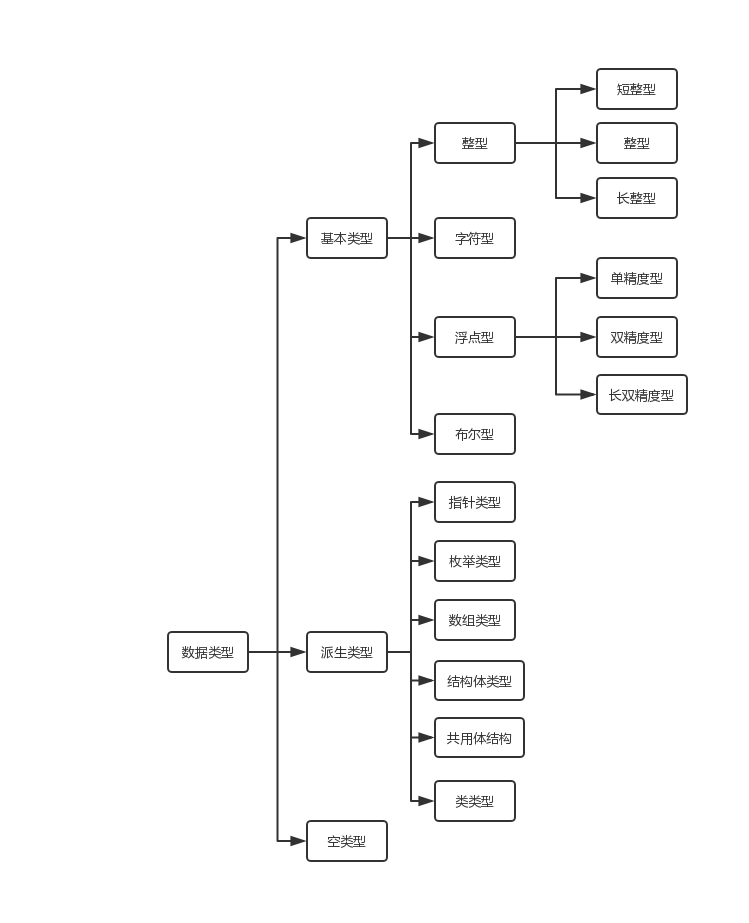 短整型
整型
整型
长整型
基本类型
字符型
单精度型
浮点型
双精度型
长双精度型
布尔型
指针类型
枚举类型
数组类型
数据类型
派生类型
结构体类型
共用体结构
类类型
空类型